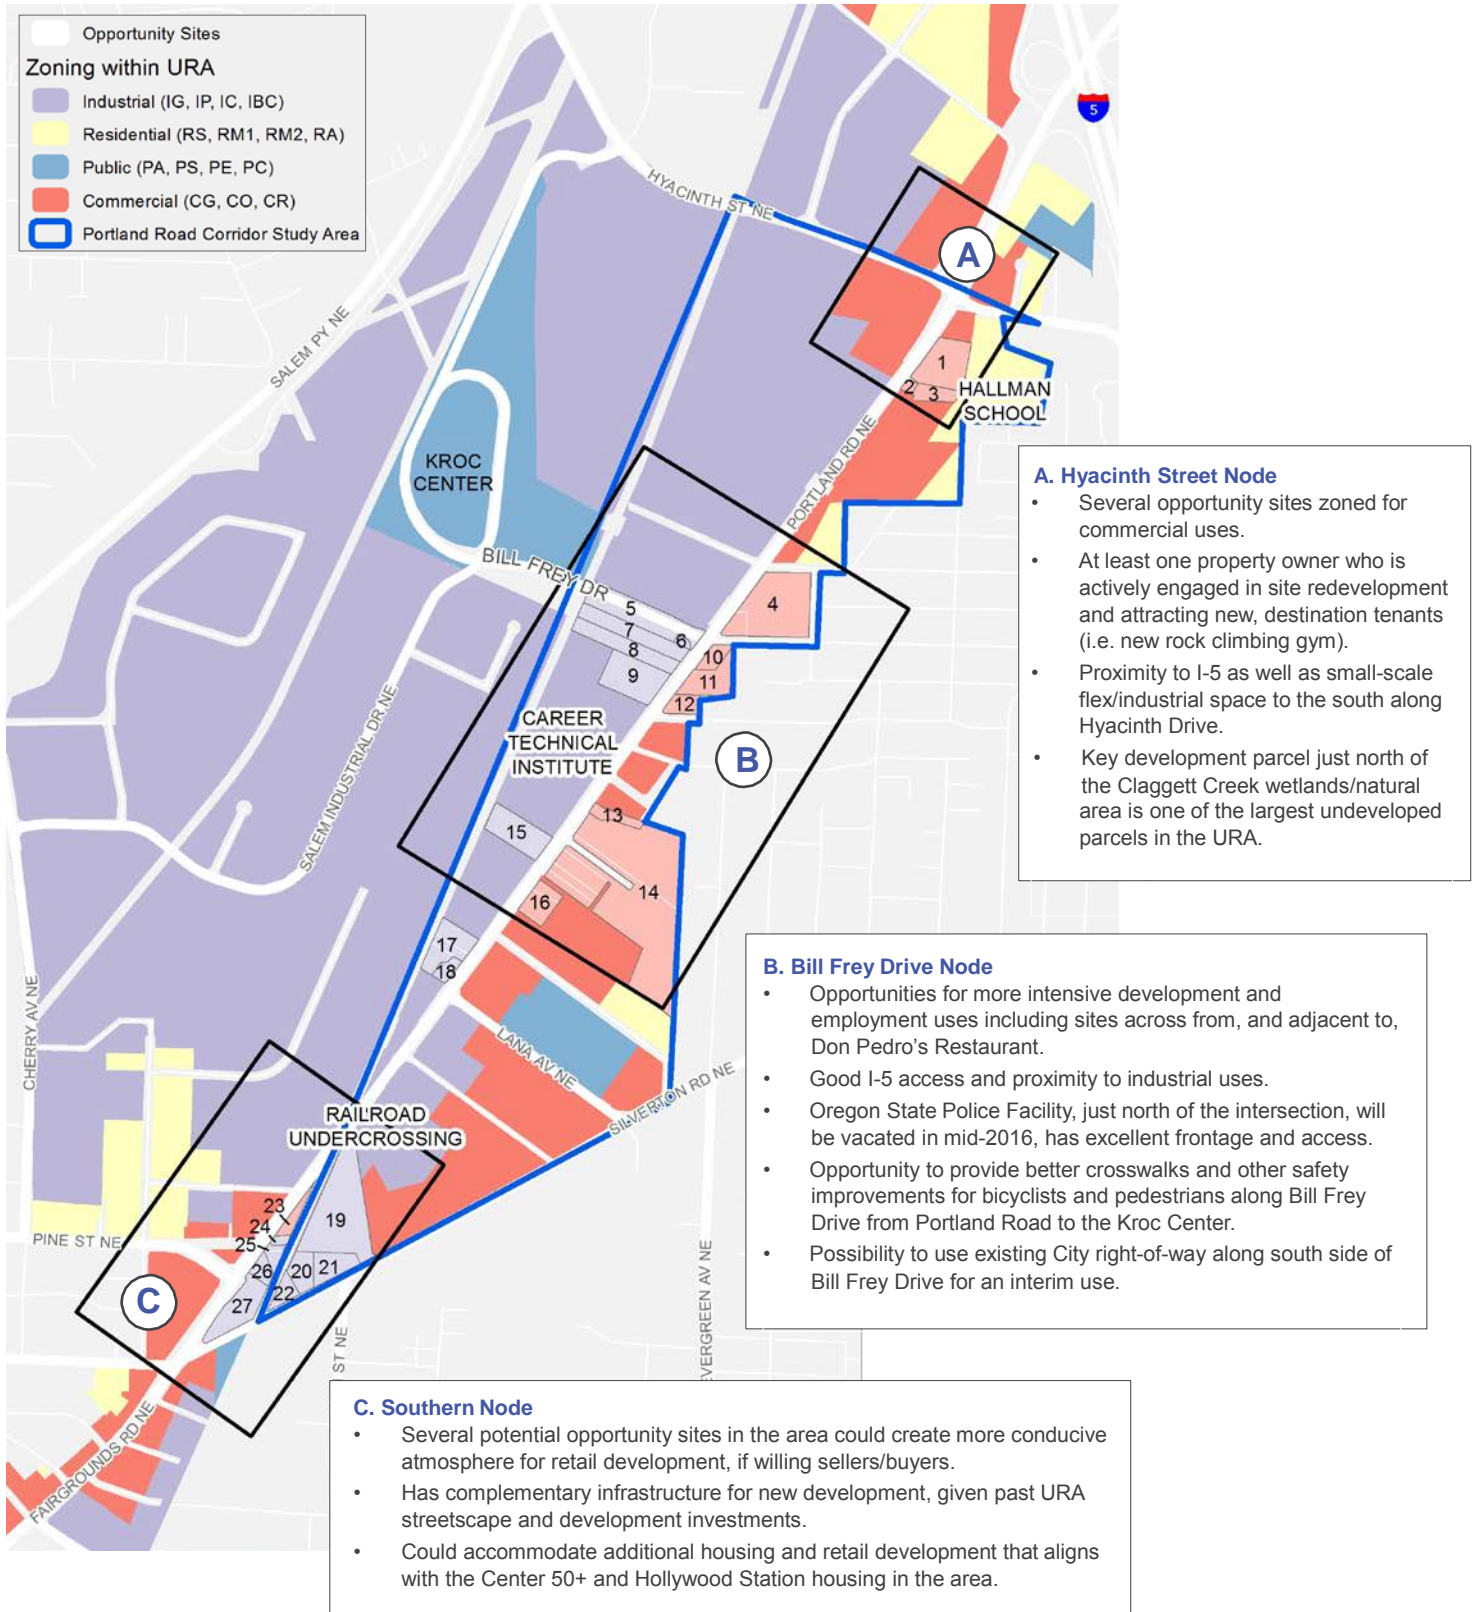 Opportunity Sites
Zoning within URA
Industrial (IG, IP, IC, IBC)
Residential (RS, RM1, RM2, RA)
Public (PA, PS, PE, PC)
Commercial (CG, CO, CR)
Portland Road Corridor Study Area
5
HYACINTH ST NE
A
SALEM PY NE
1
2
3
HALLMAN
SCHOOL
KROC
CENTER
PORTLAND RD NE
BILL FREY DR
4
5
6
7
8
9
10
11
12
CAREER
TECHNICAL
INSTITUTE
B
SALEM INDUSTRIAL DR NE
13
14
15
16
17
18
CHERRY AV NE
LANA AV NE
SILVERTON RD NE
RAILROAD
UNDERCROSSING
19
23
24
25
26
20
21
22
27
PINE ST NE
C
EVERGREEN AV NE
ST NE
FAIRGROUNDS RD NE
A. Hyacinth Street Node
• Several opportunity sites zoned for
commercial uses.
• At least one property owner who is
actively engaged in site redevelopment
and attracting new, destination tenants
(i.e. new rock climbing gym).
• Proximity to I-5 as well as small-scale
flex/industrial space to the south along
Hyacinth Drive.
• Key development parcel just north of
the Claggett Creek wetlands/natural
area is one of the largest undeveloped
parcels in the URA.
B. Bill Frey Drive Node
• Opportunities for more intensive development and
employment uses including sites across from, and adjacent to,
Don Pedro’s Restaurant.
• Good I-5 access and proximity to industrial uses.
• Oregon State Police Facility, just north of the intersection, will
be vacated in mid-2016, has excellent frontage and access.
• Opportunity to provide better crosswalks and other safety
improvements for bicyclists and pedestrians along Bill Frey
Drive from Portland Road to the Kroc Center.
• Possibility to use existing City right-of-way along south side of
Bill Frey Drive for an interim use.
C. Southern Node
• Several potential opportunity sites in the area could create more conducive
atmosphere for retail development, if willing sellers/buyers.
• Has complementary infrastructure for new development, given past URA
streetscape and development investments.
• Could accommodate additional housing and retail development that aligns
with the Center 50+ and Hollywood Station housing in the area.